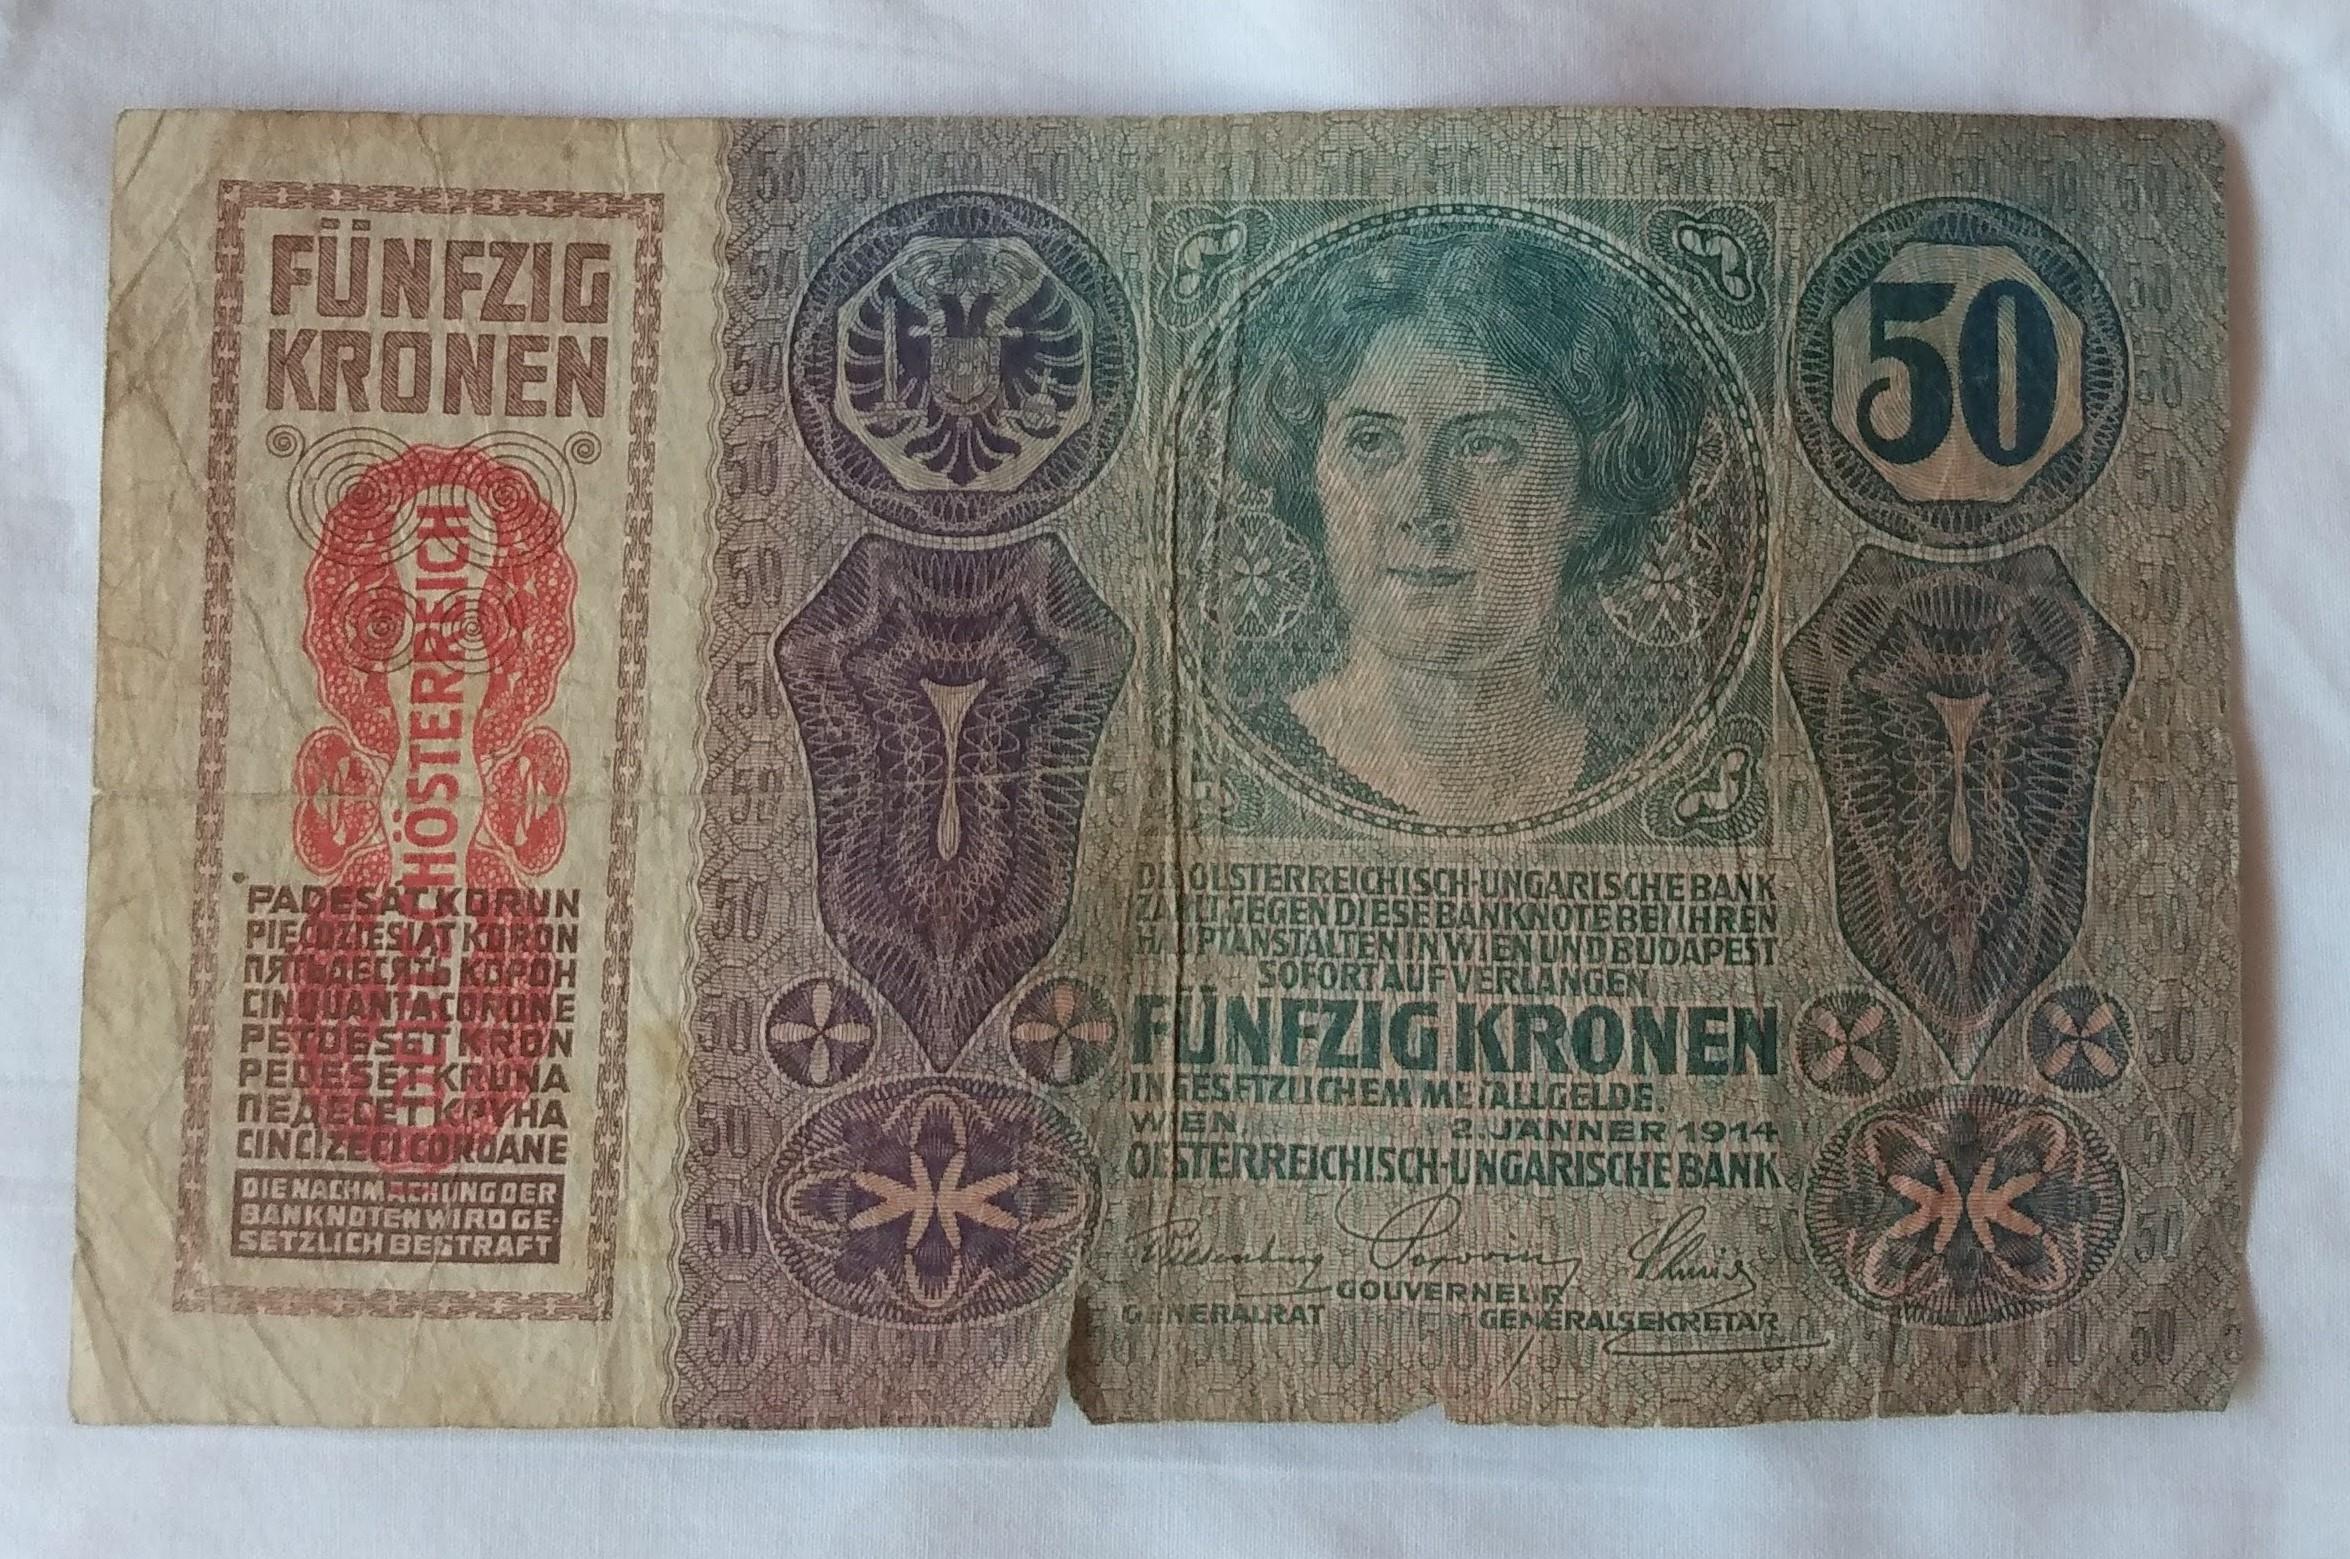 FÜNFZIG
KRONEN
DEUTSCHÖSTERREICH
PADESÁT KORUN
PIĘĆDZIESIĄT KORON
ПЯТЬДЕСЯТЬ КОРОН
CINQUANTA CORONE
PETDESET KRON
PEDESET KRUNA
ПЕДЕСЕТ КРУНА
CINCIZECI COROANE
DIE NACHMACHUNG DER
BANKNOTEN WIRD GE-
SETZLICH BESTRAFT
50
DIE OESTERREICHISCH-UNGARISCHE BANK
ZAHLT GEGEN DIESE BANKNOTE BEI IHREN
HAUPTANSTALTEN IN WIEN UND BUDAPEST
SOFORT AUF VERLANGEN
FÜNFZIG KRONEN
IN GESETZLICHEM METALLGELDE.
WIEN, 2. JÄNNER 1914
OESTERREICHISCH-UNGARISCHE BANK
Popovics
GOUVERNEUR
GENERALRAT GENERALSEKRETÄR